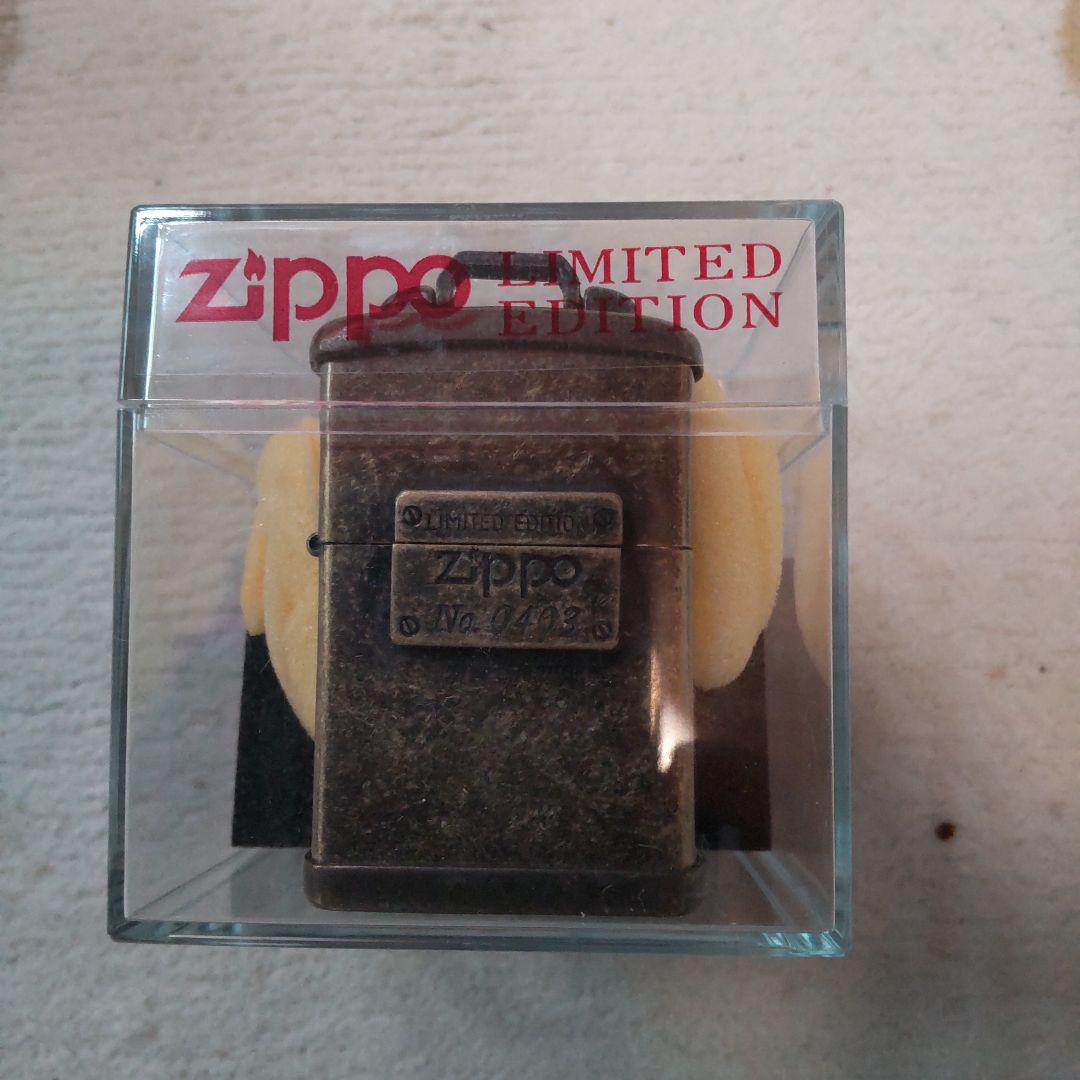 Zippo LIMITED
EDITION
LIMITED EDITION
Zippo
No. 0493